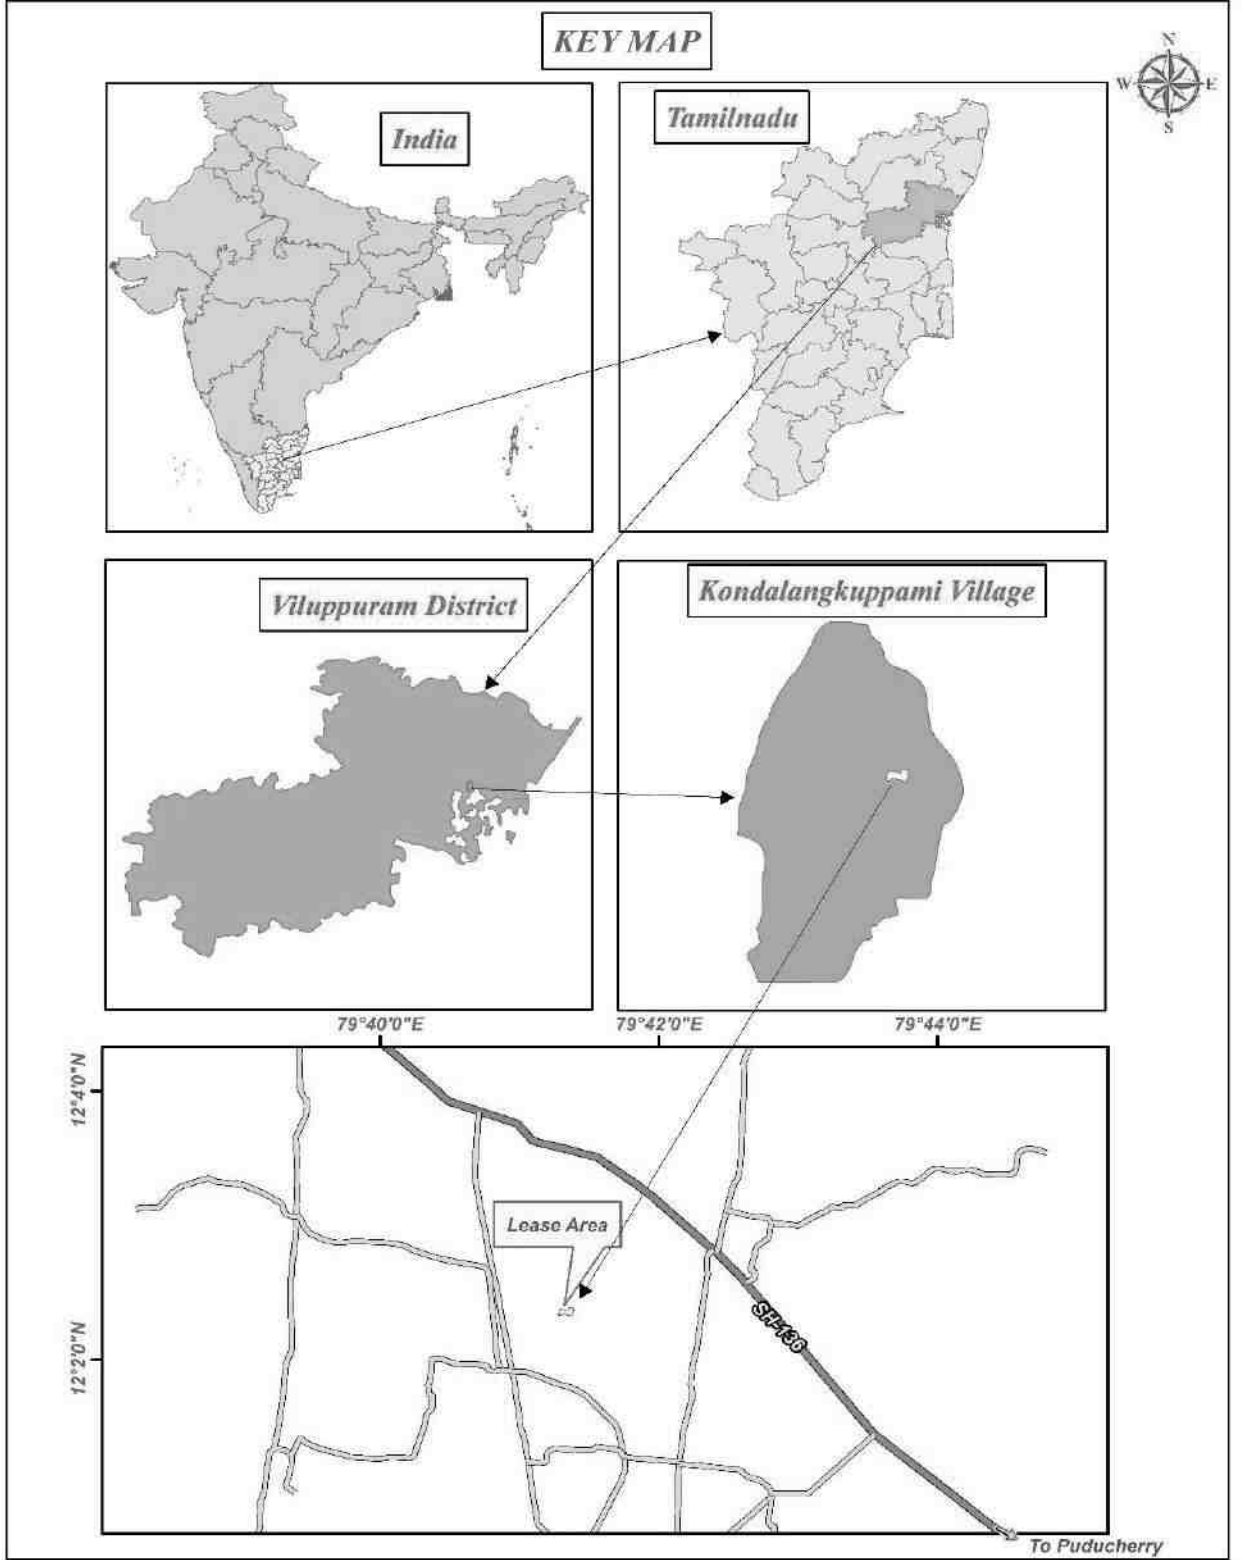 KEY MAP
N
W E
S
India
Tamilnadu
Viluppuram District
Kondalangkuppami Village
79°40'0"E 79°42'0"E 79°44'0"E
12°4'0"N
Lease Area
SH-136
12°2'0"N
To Puducherry